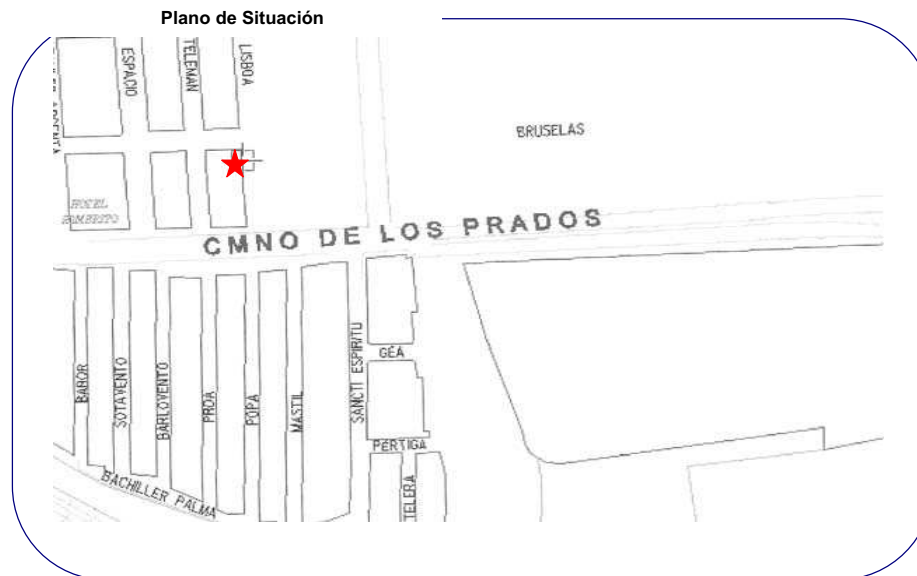 Plano de Situación
ESPACIO
TELEMAN
LISBOA
BRUSELAS
HOTEL
CMNO DE LOS PRADOS
BABOR
SOTAVENTO
BARLOVENTO
PROA
POPA
MASTIL
SANCTI ESPIRITU
GEA
PERTIGA
TELERA
BACHILLER PALMA